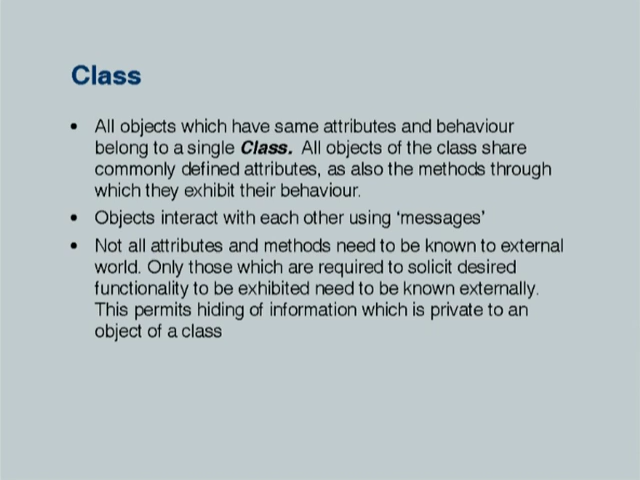 Class
• All objects which have same attributes and behaviour
belong to a single Class. All objects of the class share
commonly defined attributes, as also the methods through
which they exhibit their behaviour.
• Objects interact with each other using ‘messages’
• Not all attributes and methods need to be known to external
world. Only those which are required to solicit desired
functionality to be exhibited need to be known externally.
This permits hiding of information which is private to an
object of a class